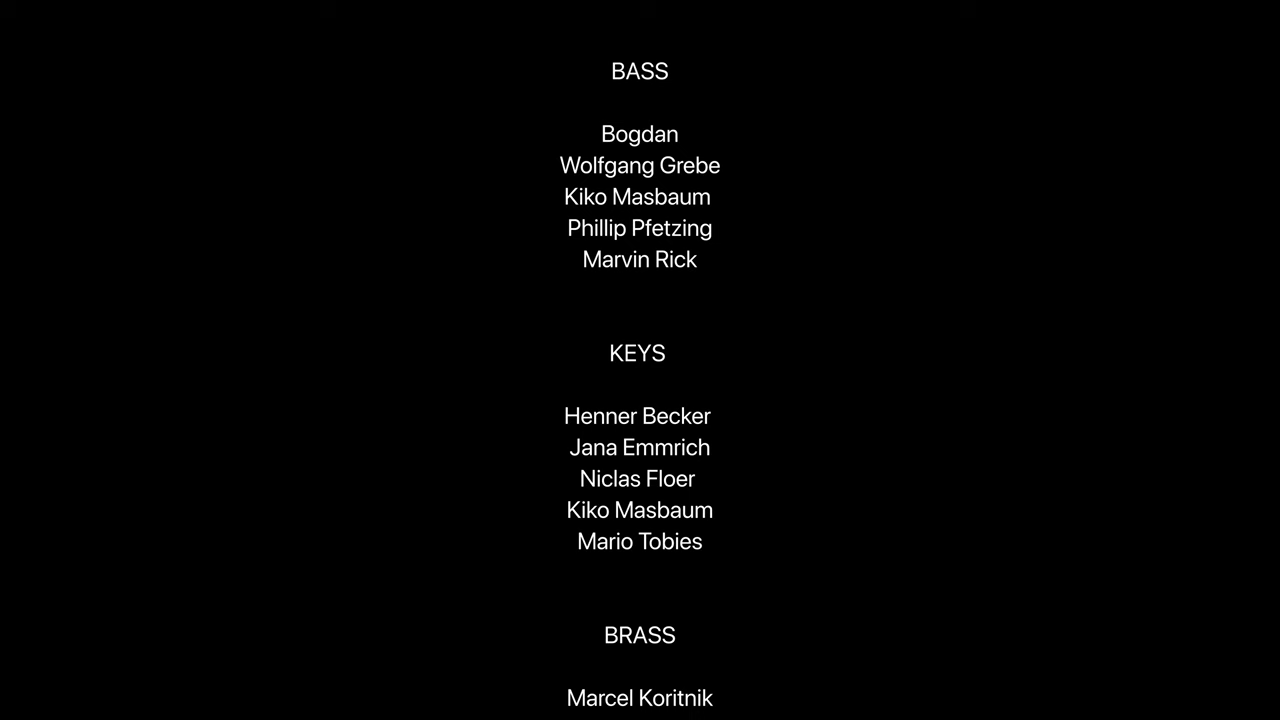 BASS
Bogdan
Wolfgang Grebe
Kiko Masbaum
Phillip Pfetzing
Marvin Rick
KEYS
Henner Becker
Jana Emmrich
Niclas Floer
Kiko Masbaum
Mario Tobies
BRASS
Marcel Koritnik